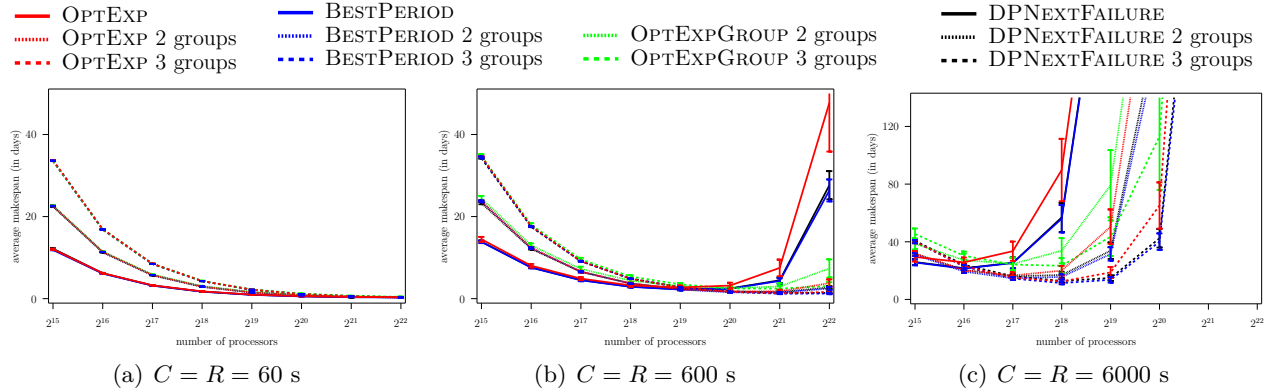 OPTEXP
OPTEXP 2 groups
OPTEXP 3 groups
BESTPERIOD
BESTPERIOD 2 groups
BESTPERIOD 3 groups
OPTEXPGROUP 2
OPTEXPGROUP 3
DPNEXTFAILURE
DPNEXTFAILURE 2 groups
DPNEXTFAILURE 3 groups
average makespan (in days)
40
20
0
2^15 2^16 2^17 2^18 2^19 2^20 2^21 2^22
number of processors
(a) C = R = 60 s
average makespan (in days)
40
20
0
2^15 2^16 2^17 2^18 2^19 2^20 2^21 2^22
number of processors
(b) C = R = 600 s
average makespan (in days)
120
80
40
0
2^15 2^16 2^17 2^18 2^19 2^20 2^21 2^22
number of processors
(c) C = R = 6000 s